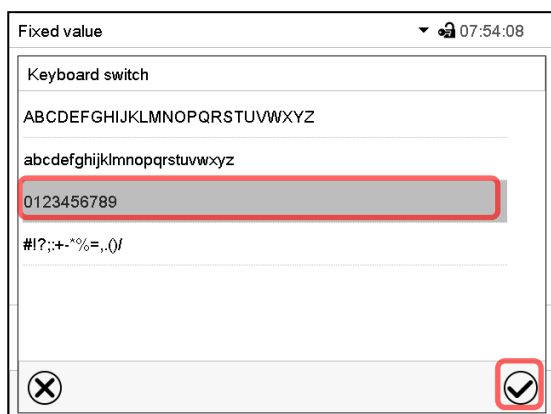 Fixed value 07:54:08
Keyboard switch
ABCDEFGHIJKLMNOPQRSTUVWXYZ
abcdefghijklmnopqrstuvwxyz
0123456789
#!?;:+-*%=,.()/